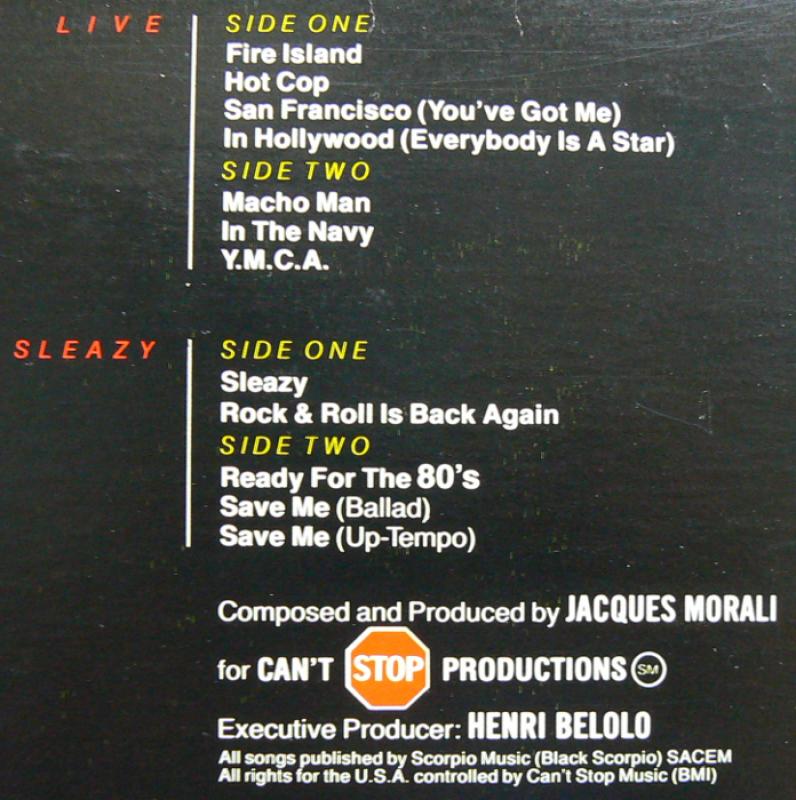 LIVE
SIDE ONE
Fire Island
Hot Cop
San Francisco (You've Got Me)
In Hollywood (Everybody Is A Star)
SIDE TWO
Macho Man
In The Navy
Y.M.C.A.
SLEAZY
SIDE ONE
Sleazy
Rock & Roll Is Back Again
SIDE TWO
Ready For The 80's
Save Me (Ballad)
Save Me (Up-Tempo)
Composed and Produced by JACQUES MORALI
for CAN'T STOP PRODUCTIONS SM
Executive Producer: HENRI BELOLO
All songs published by Scorpio Music (Black Scorpio) SACEM
All rights for the U.S.A. controlled by Can't Stop Music (BMI)